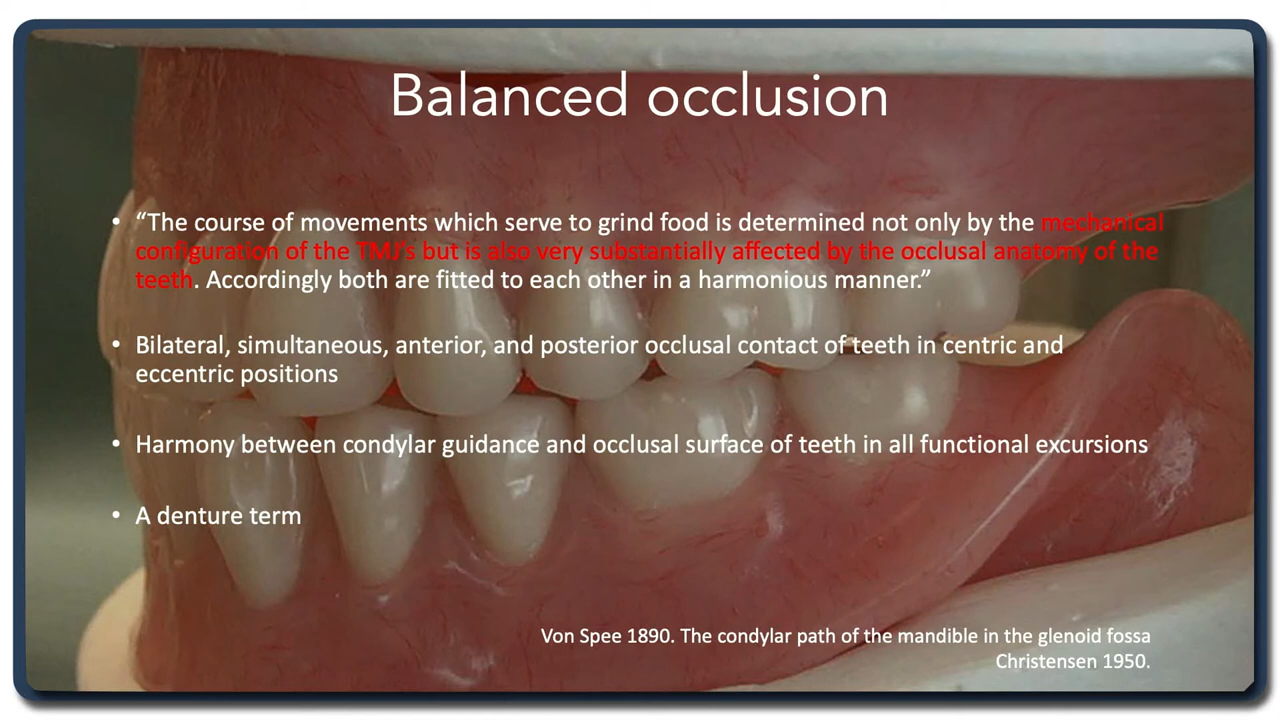 Balanced occlusion
• “The course of movements which serve to grind food is determined not only by the mechanical
configuration of the TMJ’s but is also very substantially affected by the occlusal anatomy of the
teeth. Accordingly both are fitted to each other in a harmonious manner.”
• Bilateral, simultaneous, anterior, and posterior occlusal contact of teeth in centric and
eccentric positions
• Harmony between condylar guidance and occlusal surface of teeth in all functional excursions
• A denture term
Von Spee 1890. The condylar path of the mandible in the glenoid fossa
Christensen 1950.